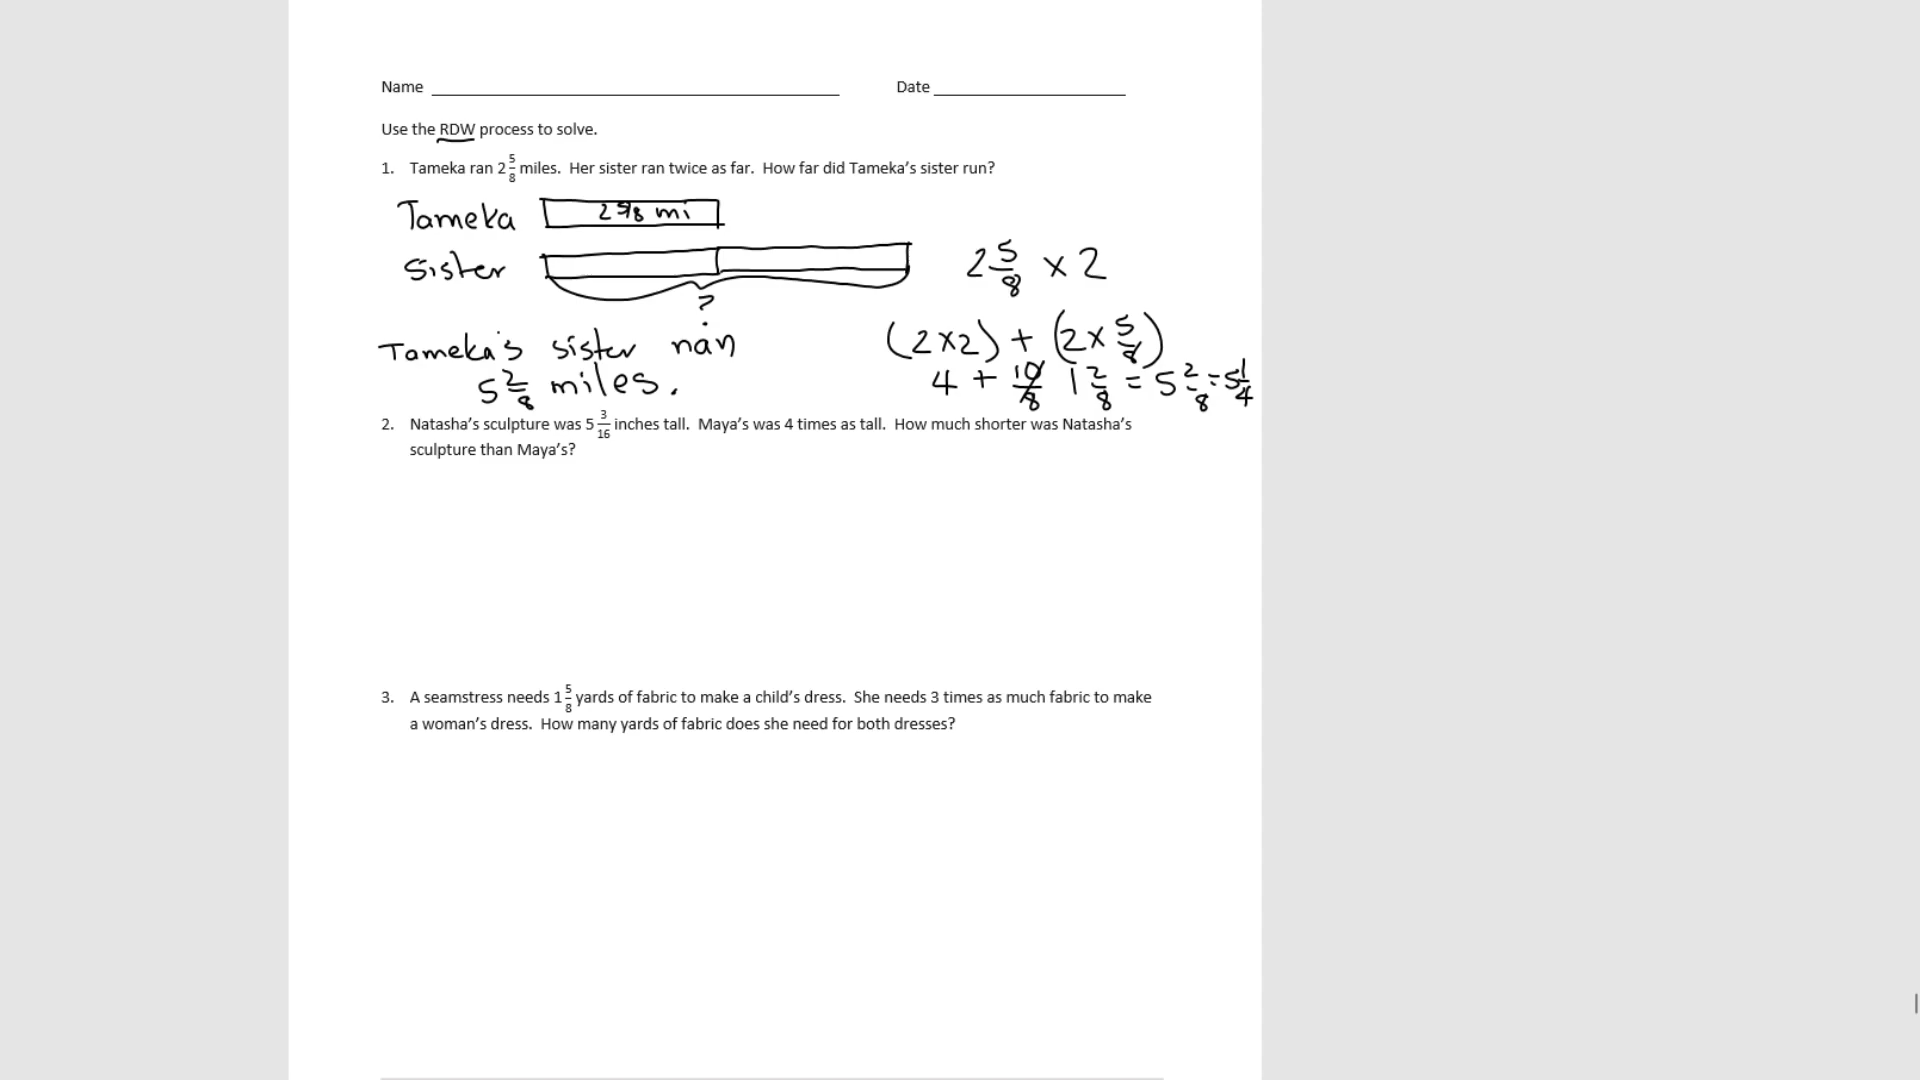 Name Date
Use the RDW process to solve.
1. Tameka ran 2 5/8 miles. Her sister ran twice as far. How far did Tameka’s sister run?
Tameka 2 5/8 mi
Sister
?
2 5/8 x 2
(2x2) + (2x 5/8)
4 + 10/8 1 2/8 = 5 2/8 = 5 1/4
Tameka's sister ran
5 2/8 miles.
2. Natasha’s sculpture was 5 3/16 inches tall. Maya’s was 4 times as tall. How much shorter was Natasha’s
sculpture than Maya’s?
3. A seamstress needs 1 5/8 yards of fabric to make a child’s dress. She needs 3 times as much fabric to make
a woman’s dress. How many yards of fabric does she need for both dresses?